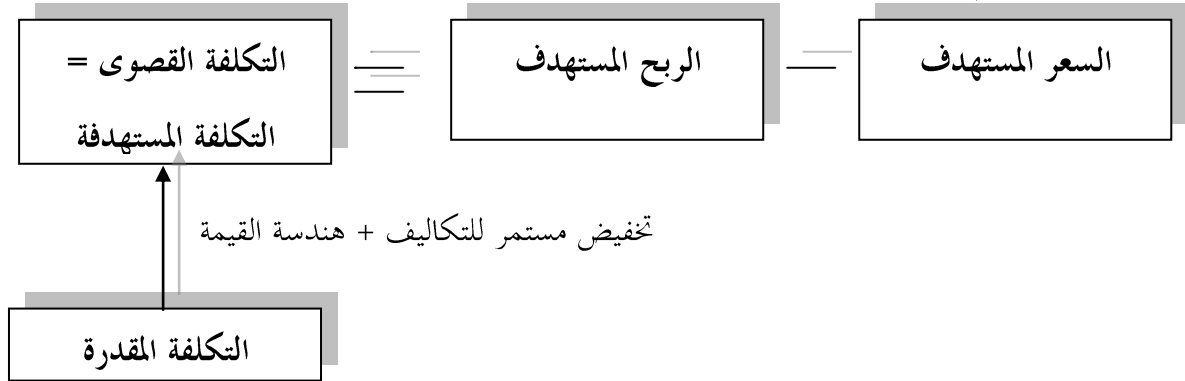 السعر المستهدف
الربح المستهدف
التكلفة القصوى =
التكلفة المستهدفة
تخفيض مستمر للتكاليف + هندسة القيمة
التكلفة المقدرة